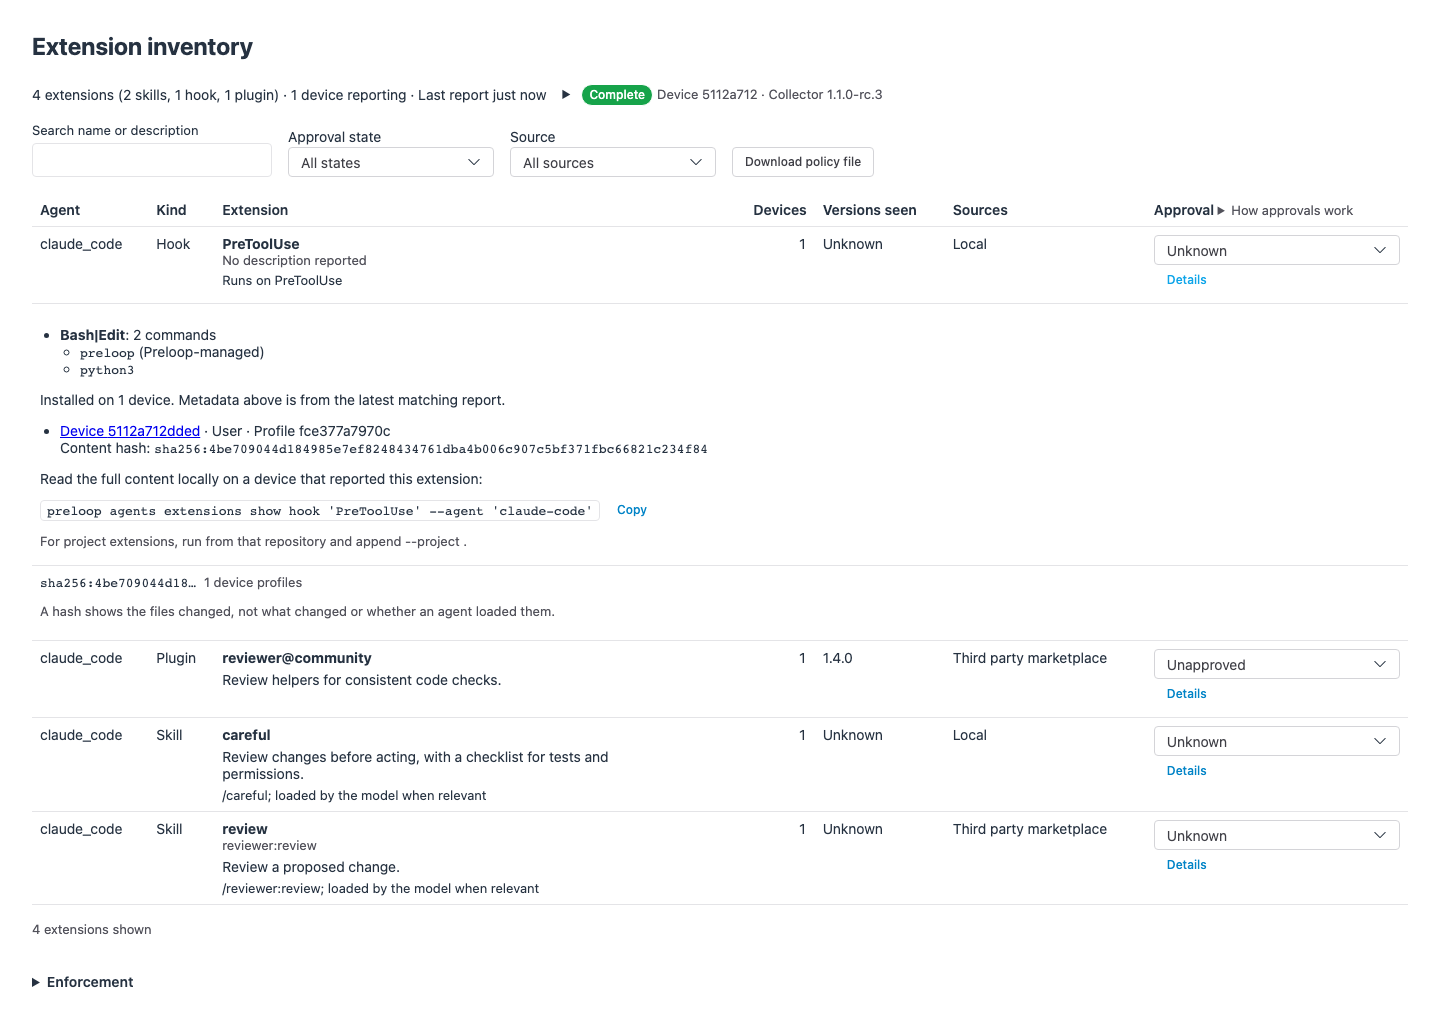 Extension inventory
4 extensions (2 skills, 1 hook, 1 plugin) · 1 device reporting · Last report just now ▶ Complete Device 5112a712 · Collector 1.1.0-rc.3
Search name or description
Approval state
Source
All states
All sources
Download policy file
Agent Kind Extension Devices Versions seen Sources Approval ▶ How approvals work
claude_code Hook PreToolUse 1 Unknown Local Unknown
No description reported
Runs on PreToolUse
Details
• Bash|Edit: 2 commands
◦ preloop (Preloop-managed)
◦ python3
Installed on 1 device. Metadata above is from the latest matching report.
• Device 5112a712dded · User · Profile fce377a7970c
Content hash: sha256:4be709044d184985e7ef8248434761dba4b006c907c5bf371fbc66821c234f84
Read the full content locally on a device that reported this extension:
preloop agents extensions show hook 'PreToolUse' --agent 'claude-code' Copy
For project extensions, run from that repository and append --project .
sha256:4be709044d18… 1 device profiles
A hash shows the files changed, not what changed or whether an agent loaded them.
claude_code Plugin reviewer@community 1 1.4.0 Third party marketplace Unapproved
Review helpers for consistent code checks.
Details
claude_code Skill careful 1 Unknown Local Unknown
Review changes before acting, with a checklist for tests and
permissions.
/careful; loaded by the model when relevant
Details
claude_code Skill review 1 Unknown Third party marketplace Unknown
reviewer:review
Review a proposed change.
/reviewer:review; loaded by the model when relevant
Details
4 extensions shown
▶ Enforcement